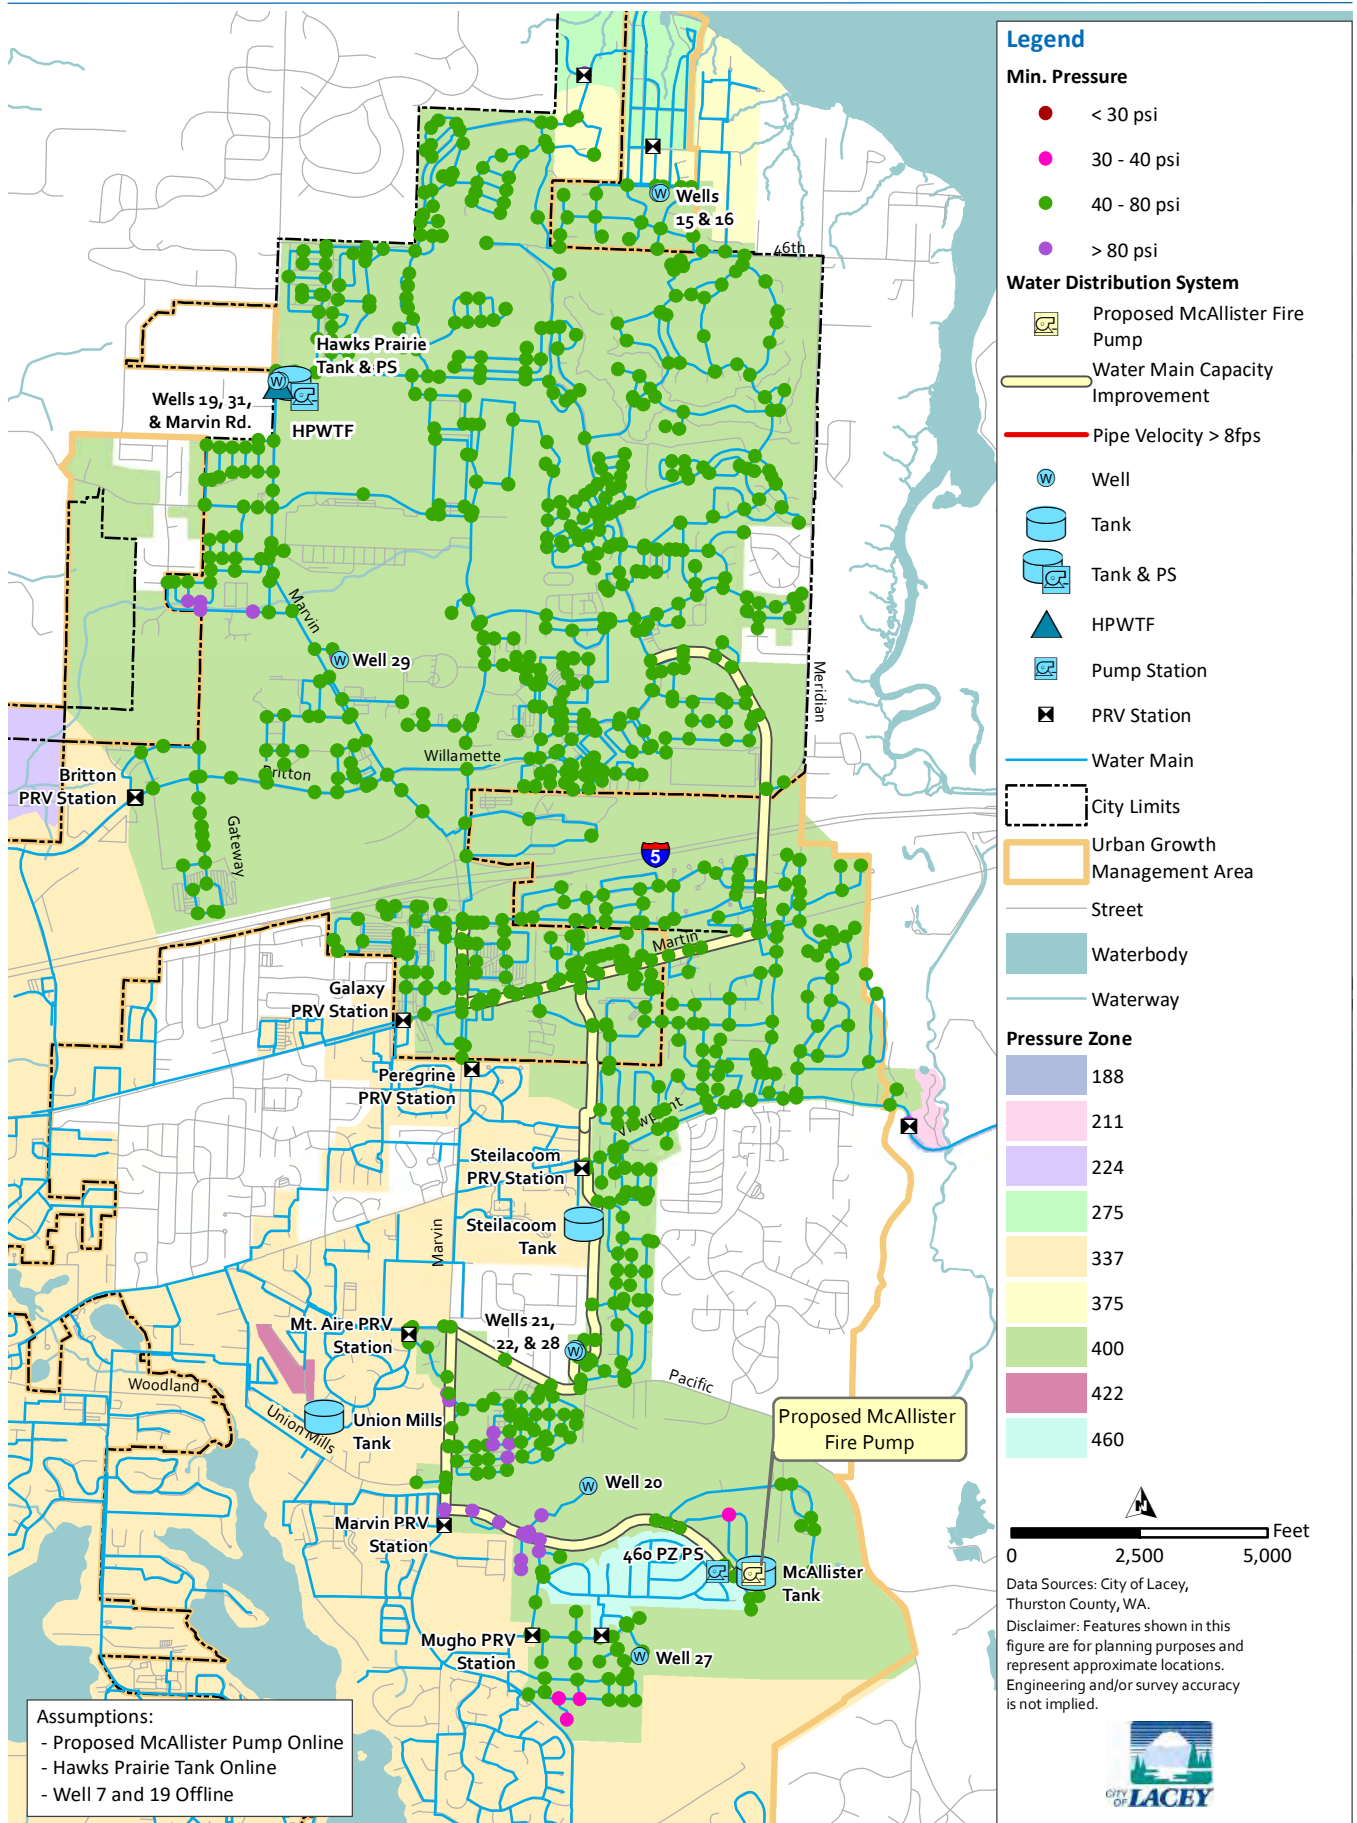 46th
Wells
15 & 16
Hawks Prairie
Tank & PS
Wells 19, 31,
& Marvin Rd.
HPWTF
Marvin
Well 29
Meridian
Willamette
Britton
Britton
PRV Station
Gateway
5
Martin
Galaxy
PRV Station
Peregrine
PRV Station
Viewpoint
Steilacoom
PRV Station
Steilacoom
Tank
Marvin
Wells 21,
22, & 28
Mt. Aire PRV
Station
Woodland
Pacific
Union Mills
Union Mills
Tank
Proposed McAllister
Fire Pump
Well 20
Marvin PRV
Station
460 PZ PS
McAllister
Tank
Mugho PRV
Station
Well 27
Assumptions:
- Proposed McAllister Pump Online
- Hawks Prairie Tank Online
- Well 7 and 19 Offline
Legend
Min. Pressure
< 30 psi
30 - 40 psi
40 - 80 psi
> 80 psi
Water Distribution System
Proposed McAllister Fire
Pump
Water Main Capacity
Improvement
Pipe Velocity > 8fps
W
Well
Tank
Tank & PS
HPWTF
Pump Station
PRV Station
Water Main
City Limits
Urban Growth
Management Area
Street
Waterbody
Waterway
Pressure Zone
188
211
224
275
337
375
400
422
460
N
Feet
0 2,500 5,000
Data Sources: City of Lacey,
Thurston County, WA.
Disclaimer: Features shown in this
figure are for planning purposes and
represent approximate locations.
Engineering and/or survey accuracy
is not implied.
CITY
OF LACEY